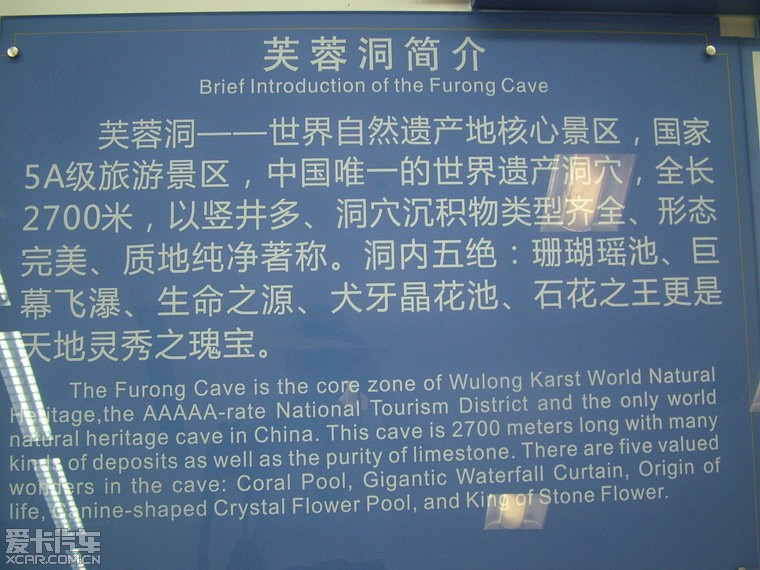 芙蓉洞简介
Brief Introduction of the Furong Cave
芙蓉洞——世界自然遗产地核心景区，国家
5A级旅游景区，中国唯一的世界遗产洞穴，全长
2700米，以竖井多、洞穴沉积物类型齐全、形态
完美、质地纯净著称。洞内五绝：珊瑚瑶池、巨
幕飞瀑、生命之源、犬牙晶花池、石花之王更是
天地灵秀之瑰宝。
The Furong Cave is the core zone of Wulong Karst World Natural
Heritage,the AAAAA-rate National Tourism District and the only world
natural heritage cave in China. This cave is 2700 meters long with many
kinds of deposits as well as the purity of limestone. There are five valued
wonders in the cave: Coral Pool, Gigantic Waterfall Curtain, Origin of
life, Canine-shaped Crystal Flower Pool, and King of Stone Flower.
爱卡汽车
XCAR.COM.CN